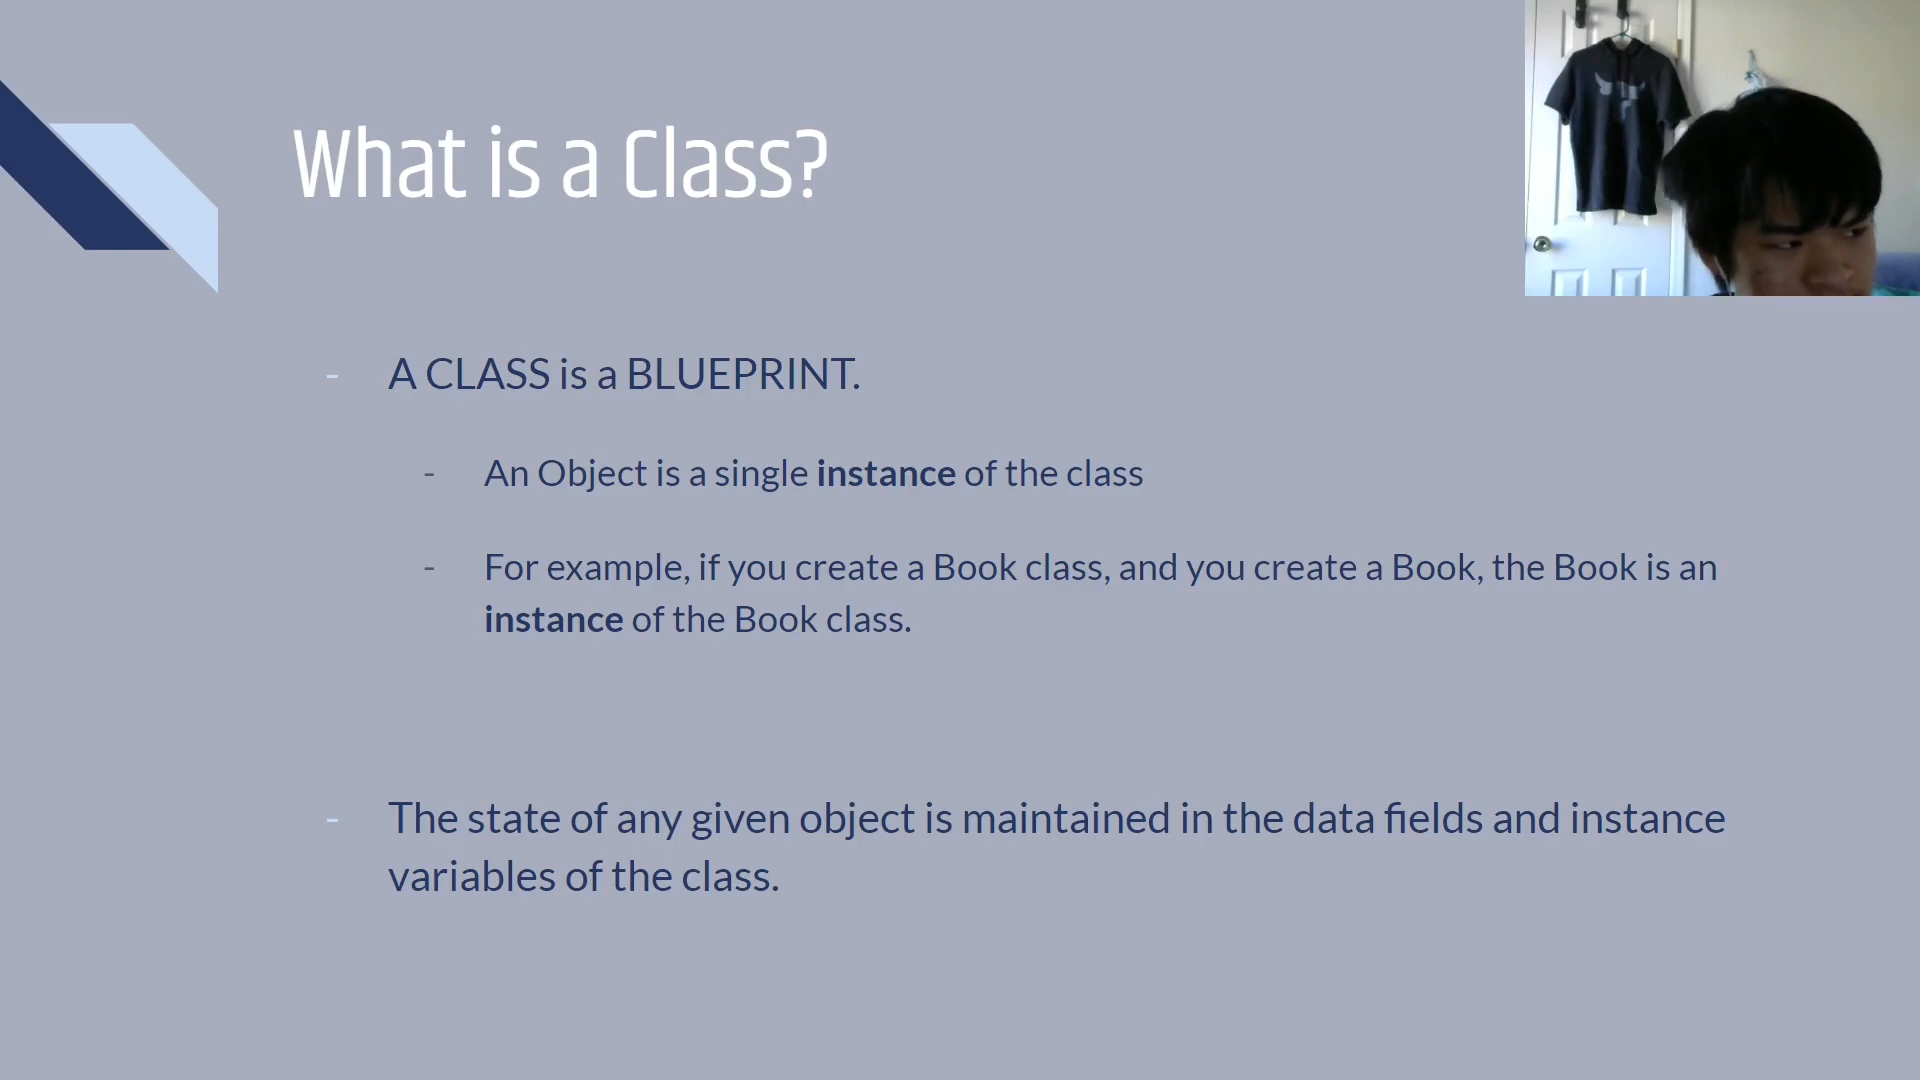 What is a Class?
- A CLASS is a BLUEPRINT.
- An Object is a single instance of the class
- For example, if you create a Book class, and you create a Book, the Book is an
instance of the Book class.
- The state of any given object is maintained in the data fields and instance
variables of the class.